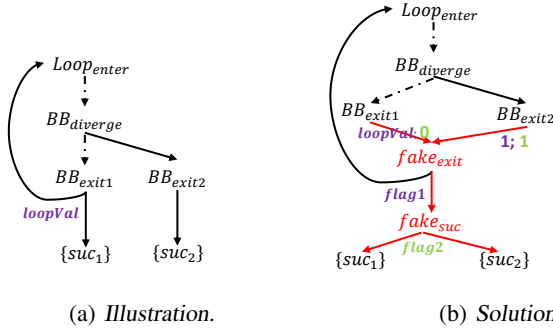 Loop_enter
BB_diverge
BB_exit1
BB_exit2
loopVal
{suc_1}
{suc_2}
(a) Illustration.
Loop_enter
BB_diverge
BB_exit1
BB_exit2
loopVal; 0
1; 1
fake_exit
flag1
fake_suc
{suc_1}
flag2
{suc_2}
(b) Solution